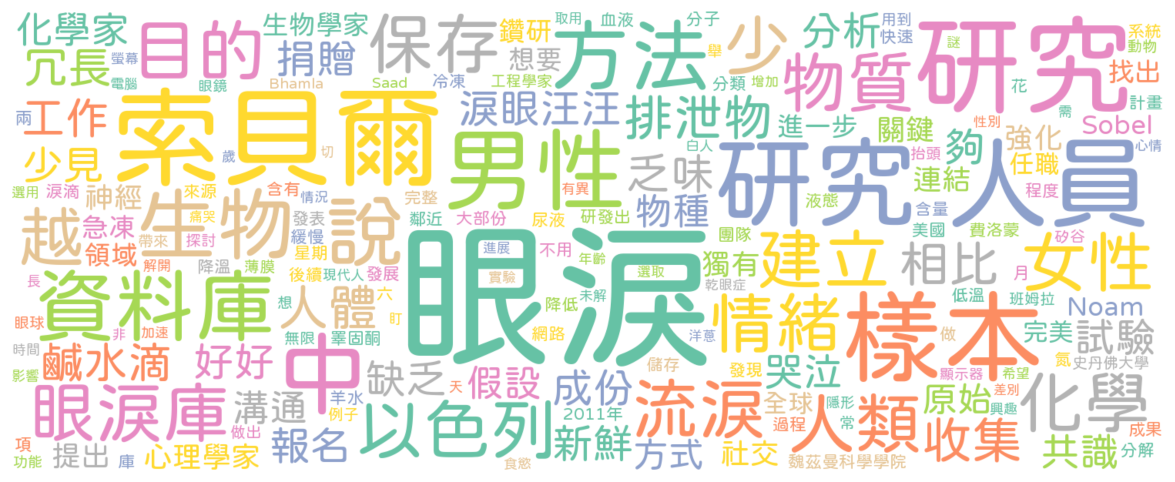 化學家
目的
生物學家
捐贈
保存
鑽研
想要
方法
取用
血液
分子
少
舉
分析
用到
快速
謎
研究
系統
動物
找出
冗長
螢幕
電腦
眼鏡
Bhamla
Saad
冷凍
工程學家
分類
增加
物質
花
需
計畫
兩
工作
索貝爾
淚眼汪汪
排泄物
進一步
關鍵
性別
Sobel
心情
少見
歲
切
男性
白人
夠
抬頭
強化
任職
程度
選用
淚滴
神經
來源
含有
情況
完整
有異
乏味
研究
人員
連結
液態
含量
越
生物
說
痛哭
發表
鄰近
大部份
尿液
研發出
物種
團隊
美國
費洛蒙
矽谷
急凍
領域
帶來
探討
緩慢
星期
眼淚
進展
不用
年齡
獨有
建立
相比
女性
月
長
解開
降溫
薄膜
後續
現代人
發展
實驗
選取
乾眼症
低溫
班姆拉
資料庫
人體
想
六
盯
降低
未解
情緒
樣本
Noam
眼球
非
加速
無限
睪固酮
網路
洋蔥
做
完美
試驗
時間
鹹水滴
好好
中
缺乏
天
假設
儲存
成份
發現
哭泣
顯示器
希望
氮
史丹佛大學
影響
眼淚庫
溝通
羊水
例子
以色列
2011年
新鮮
流淚
全球
隱形
過程
常
人類
原始
差別
興趣
化學
項
做出
報名
方式
社交
收集
成果
功能
提出
庫
心理學家
食慾
魏茲曼科學學院
共識
分解